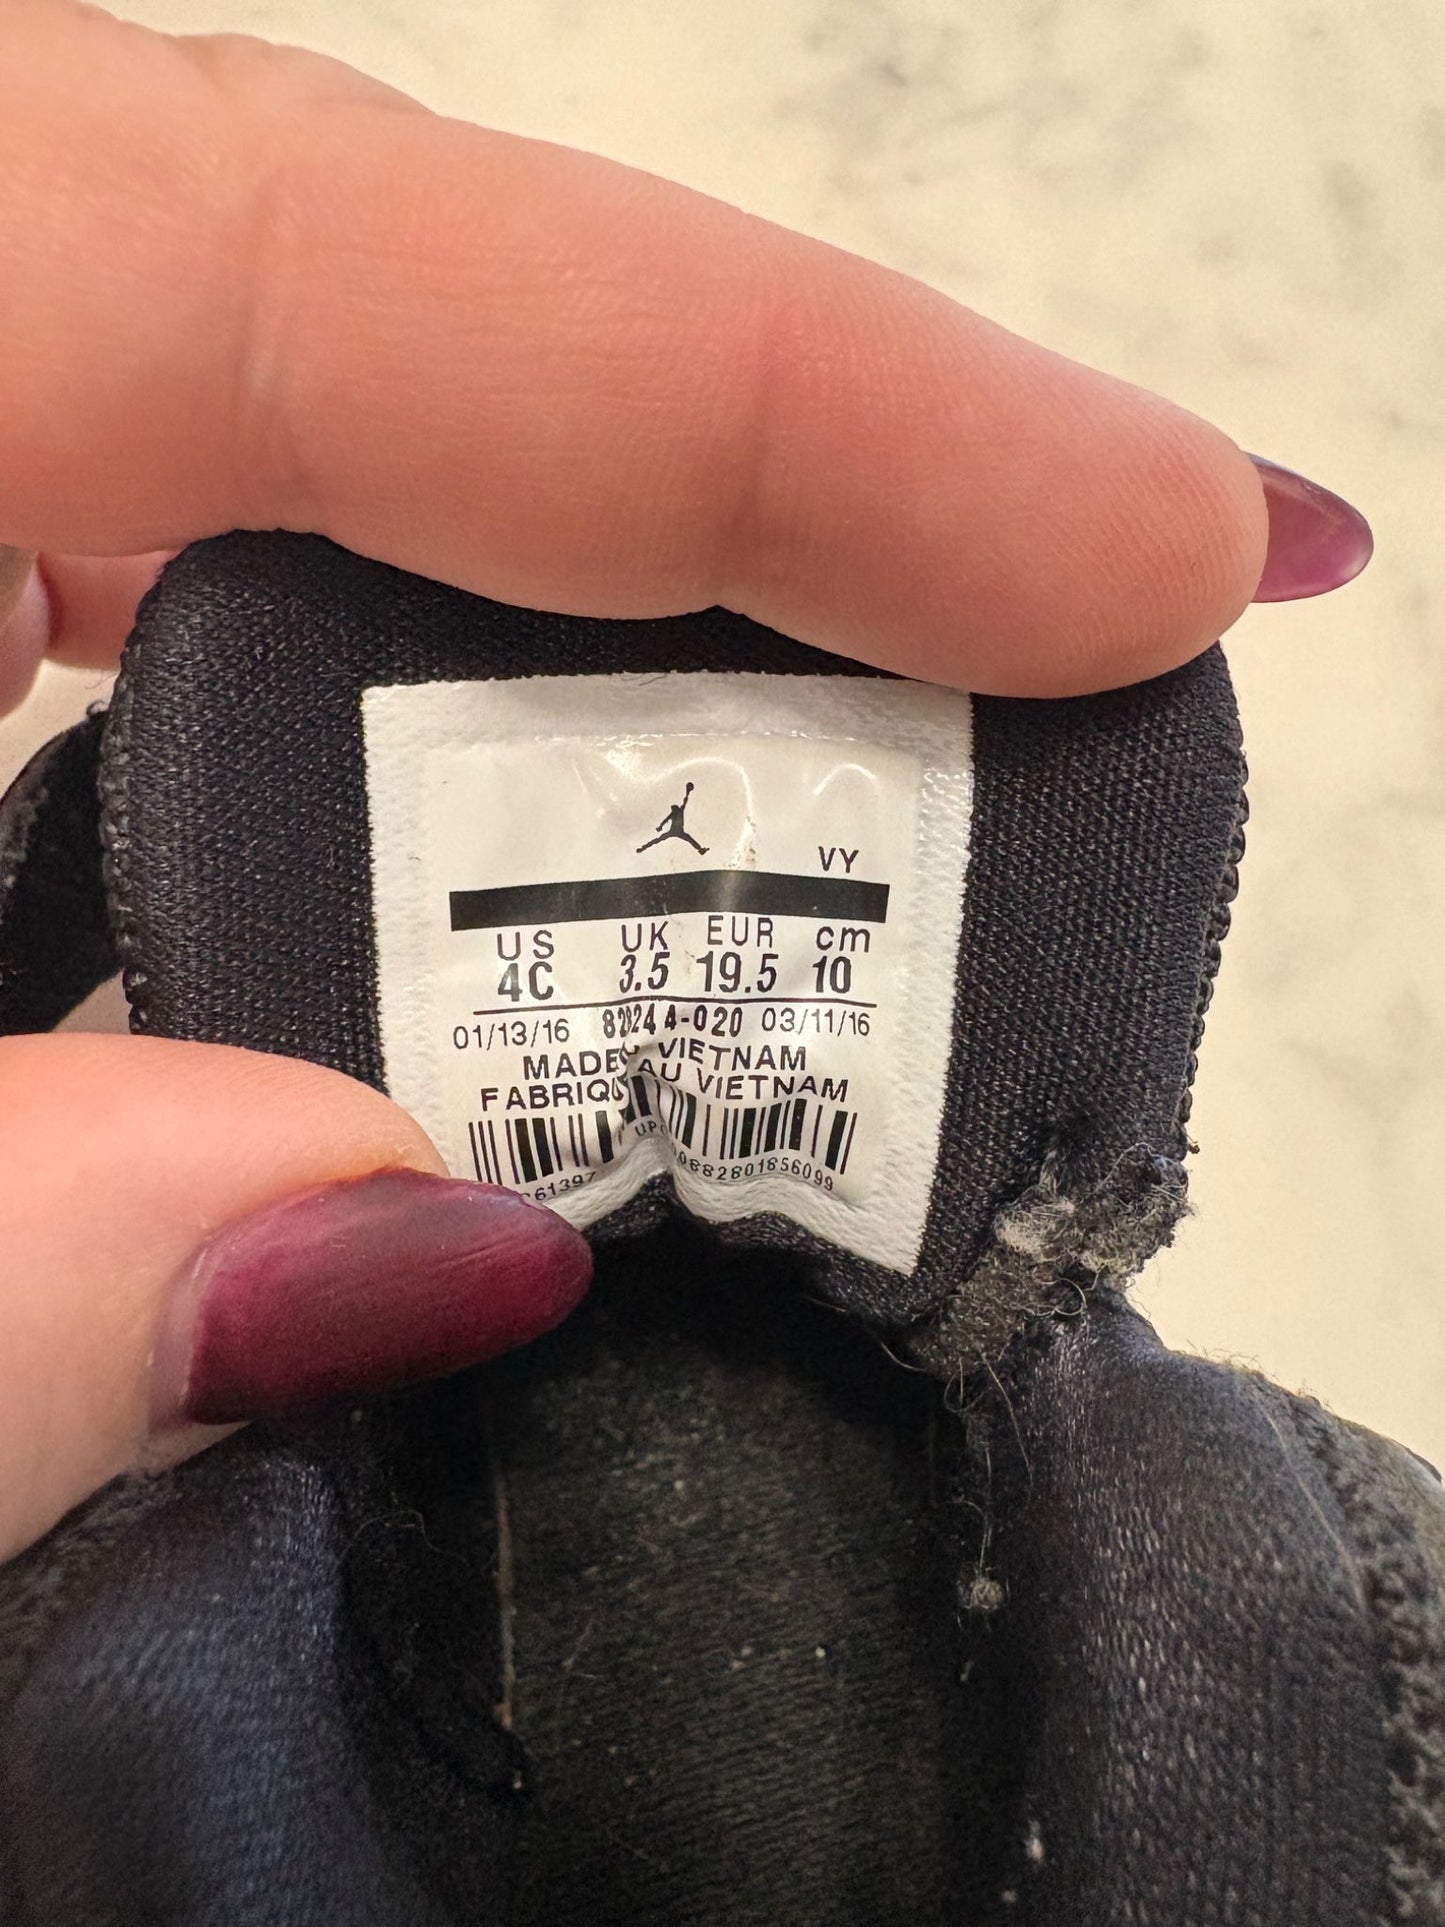 VY
US UK EUR cm
4C 3.5 19.5 10
01/13/16 03/11/16
MADE VIETNAM
AU VIETNAM